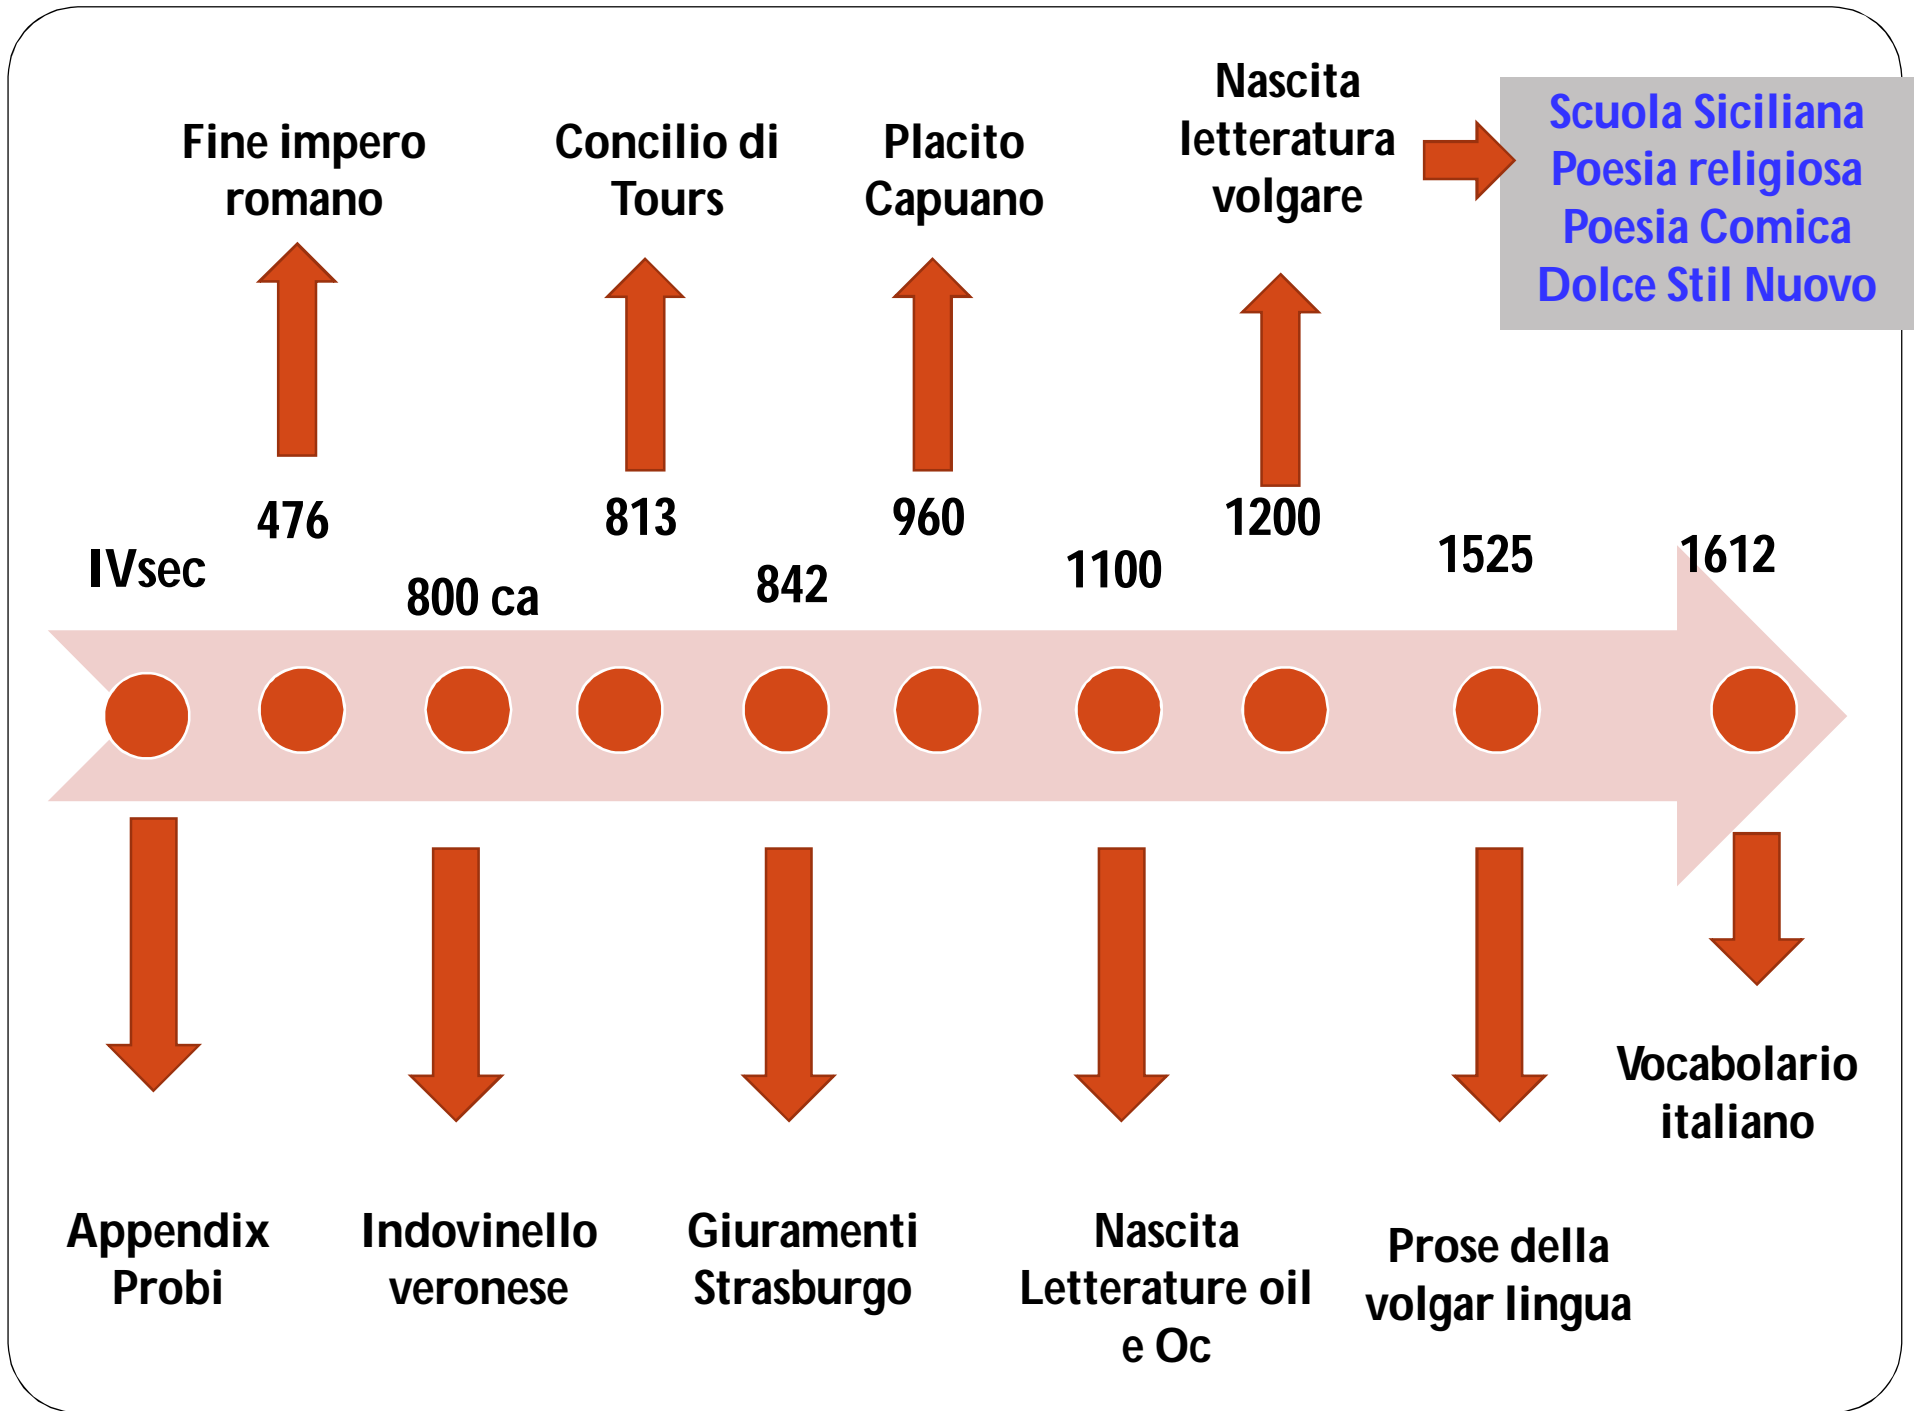 Fine impero
romano
Concilio di
Tours
Placito
Capuano
Nascita
letteratura
volgare
Scuola Siciliana
Poesia religiosa
Poesia Comica
Dolce Stil Nuovo
IVsec
476
800 ca
813
842
960
1100
1200
1525
1612
Appendix
Probi
Indovinello
veronese
Giuramenti
Strasburgo
Nascita
Letterature oil
e Oc
Prose della
volgar lingua
Vocabolario
italiano